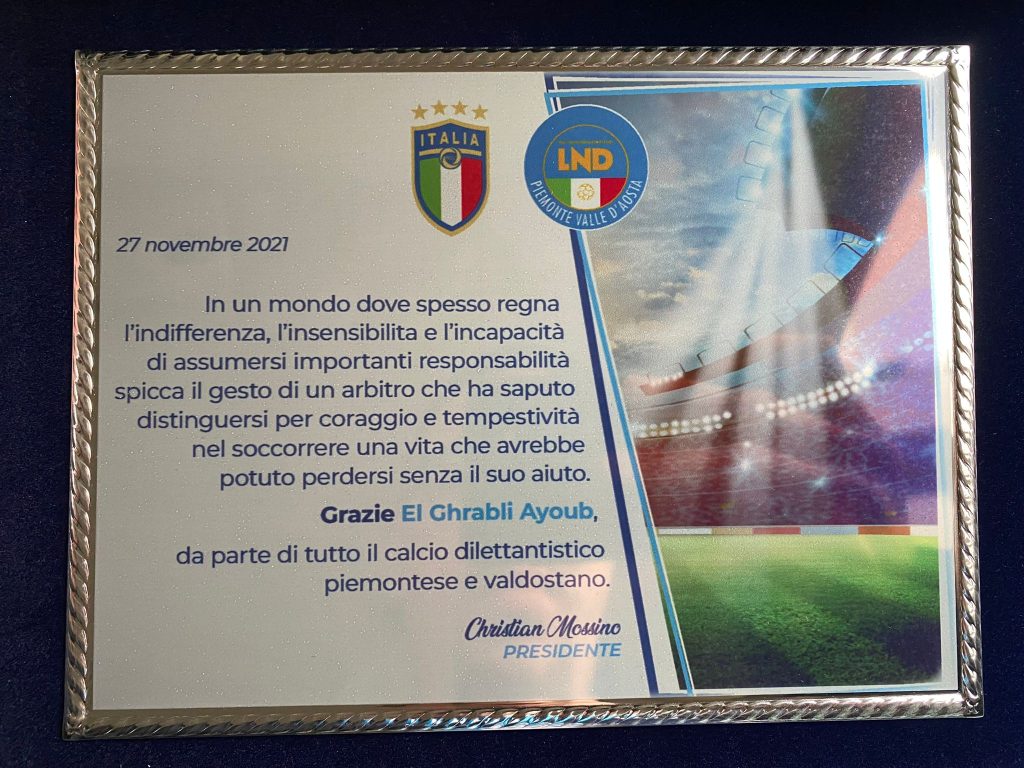 ITALIA
LND
PIEMONTE VALLE D'AOSTA
27 novembre 2021
In un mondo dove spesso regna
l'indifferenza, l'insensibilita e l'incapacità
di assumersi importanti responsabilità
spicca il gesto di un arbitro che ha saputo
distinguersi per coraggio e tempestività
nel soccorrere una vita che avrebbe
potuto perdersi senza il suo aiuto.
Grazie El Ghrabli Ayoub,
da parte di tutto il calcio dilettantistico
piemontese e valdostano.
Christian Mossino
PRESIDENTE